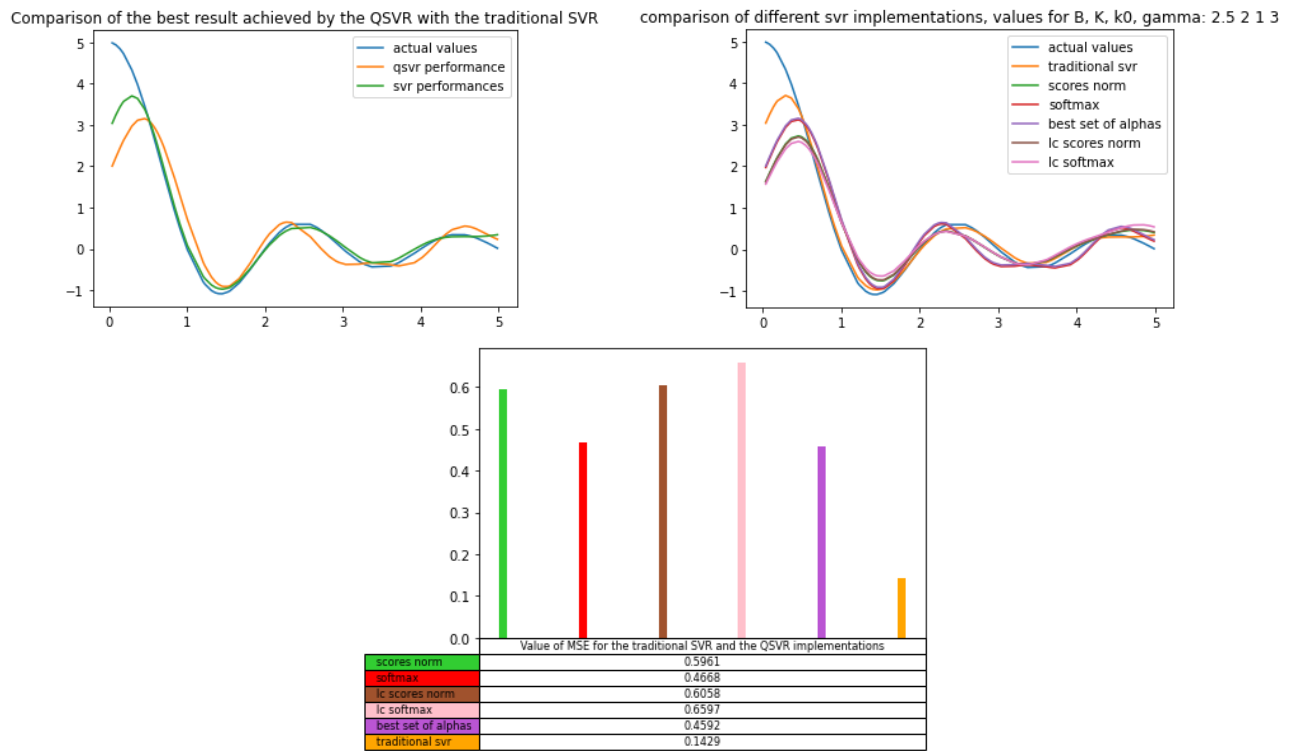 Comparison of the best result achieved by the QSVR with the traditional SVR
actual values
qsvr performance
svr performances
5
4
3
2
1
0
−1
0 1 2 3 4 5
comparison of different svr implementations, values for B, K, k0, gamma: 2.5 2 1 3
actual values
traditional svr
scores norm
softmax
best set of alphas
lc scores norm
lc softmax
5
4
3
2
1
0
−1
0 1 2 3 4 5
0.6
0.5
0.4
0.3
0.2
0.1
0.0
Value of MSE for the traditional SVR and the QSVR implementations
scores norm 0.5961
softmax 0.4668
lc scores norm 0.6058
lc softmax 0.6597
best set of alphas 0.4592
traditional svr 0.1429